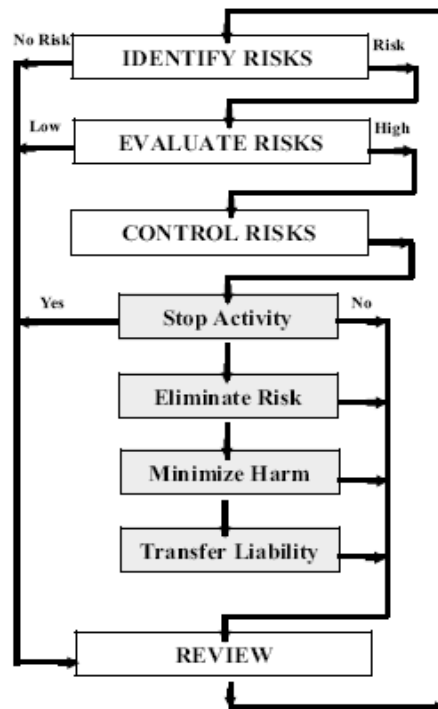 No Risk
IDENTIFY RISKS
Risk
Low
EVALUATE RISKS
High
CONTROL RISKS
Yes
Stop Activity
No
Eliminate Risk
Minimize Harm
Transfer Liability
REVIEW